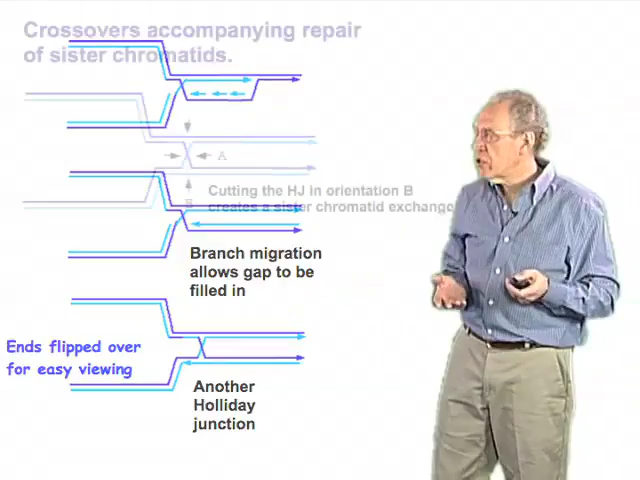 Crossovers accompanying repair
of sister chromatids.
A
B
Cutting the HJ in orientation B
creates a sister chromatid exchange
Branch migration
allows gap to be
filled in
Ends flipped over
for easy viewing
Another
Holliday
junction